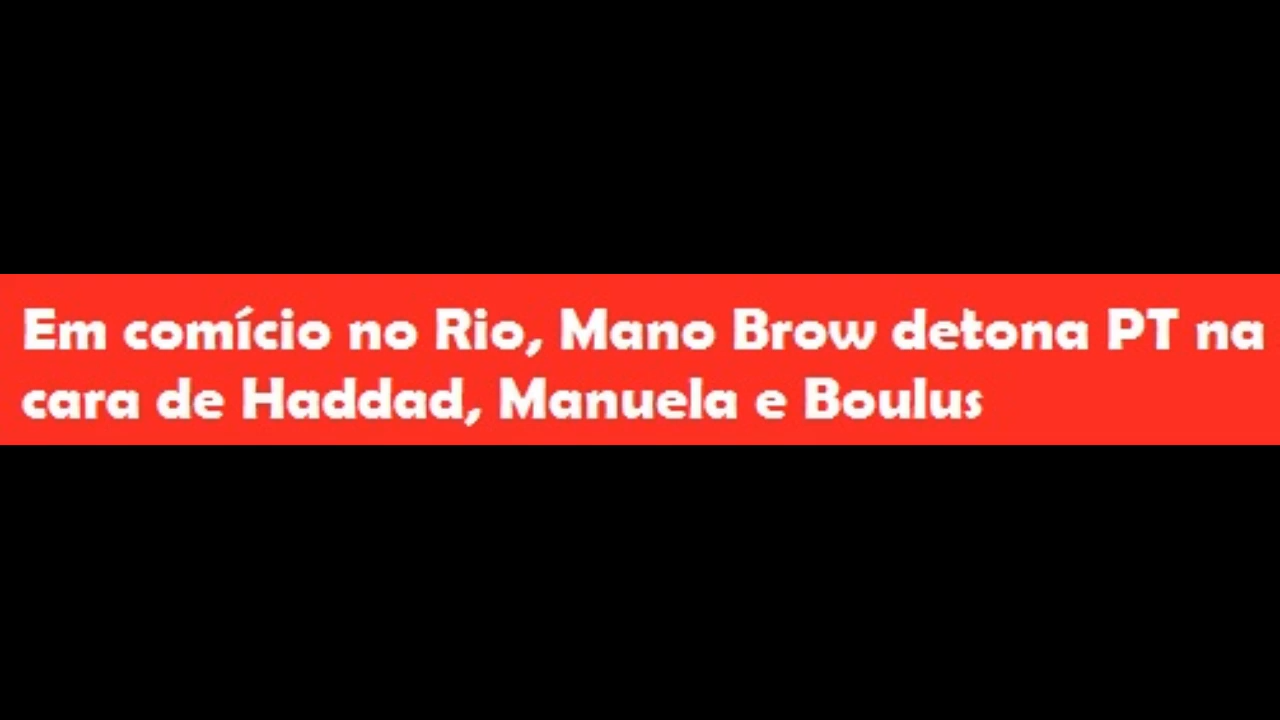 Em comício no Rio, Mano Brow detona PT na
cara de Haddad, Manuela e Boulus